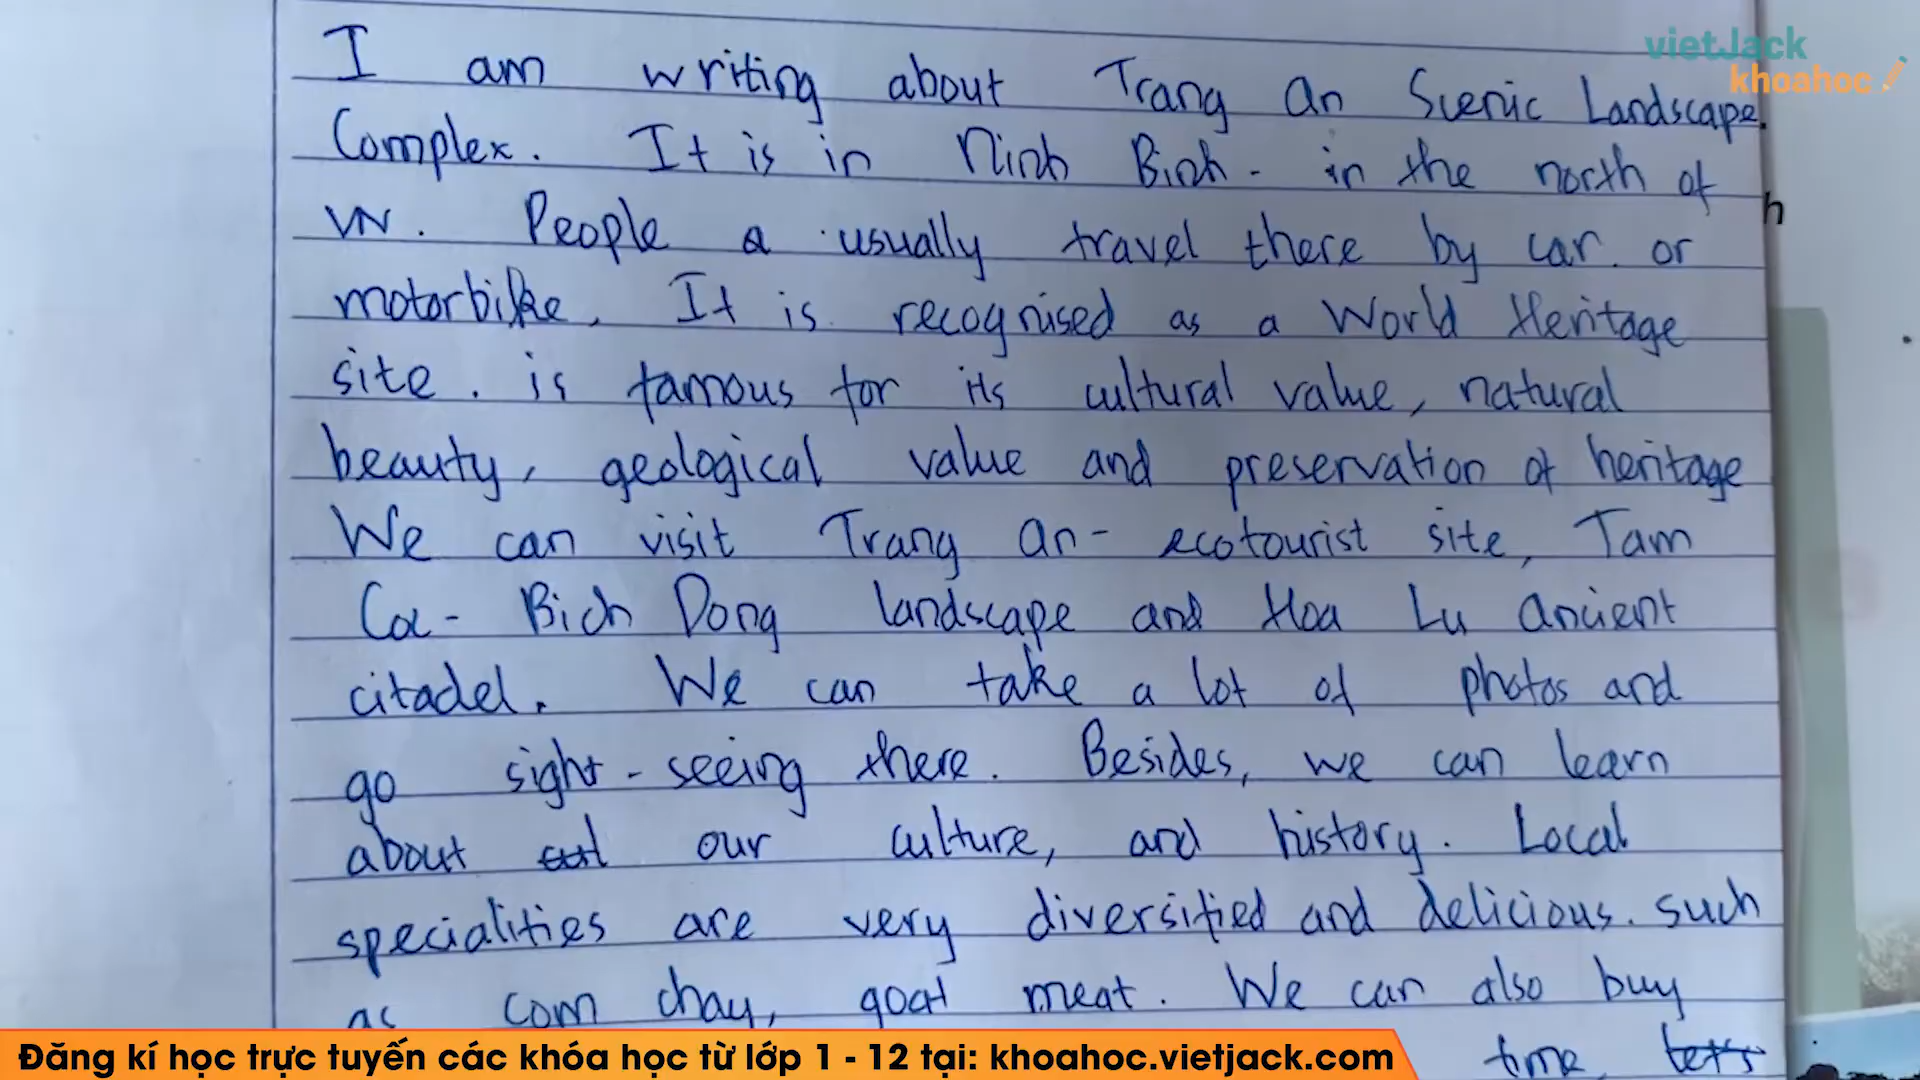 vietJack
khoahoc
I am writing about Trang An Scenic Landscape
Complex. It is in Ninh Binh - in the north of
VN. People a usually travel there by car or
h
motorbike. It is recognised as a World Heritage
site. is famous for its cultural value, natural
beauty, geological value and preservation of heritage
We can visit Trang An - ecotourist site, Tam
Coc - Bich Dong landscape and Hoa Lu Ancient
citadel. We can take a lot of photos and
go sight-seeing there. Besides, we can learn
about our culture, and history. Local
specialities are very diversified and delicious. such
as com chay, goat meat. We can also buy
time
Đăng kí học trực tuyến các khóa học từ lớp 1 - 12 tại: khoahoc.vietjack.com